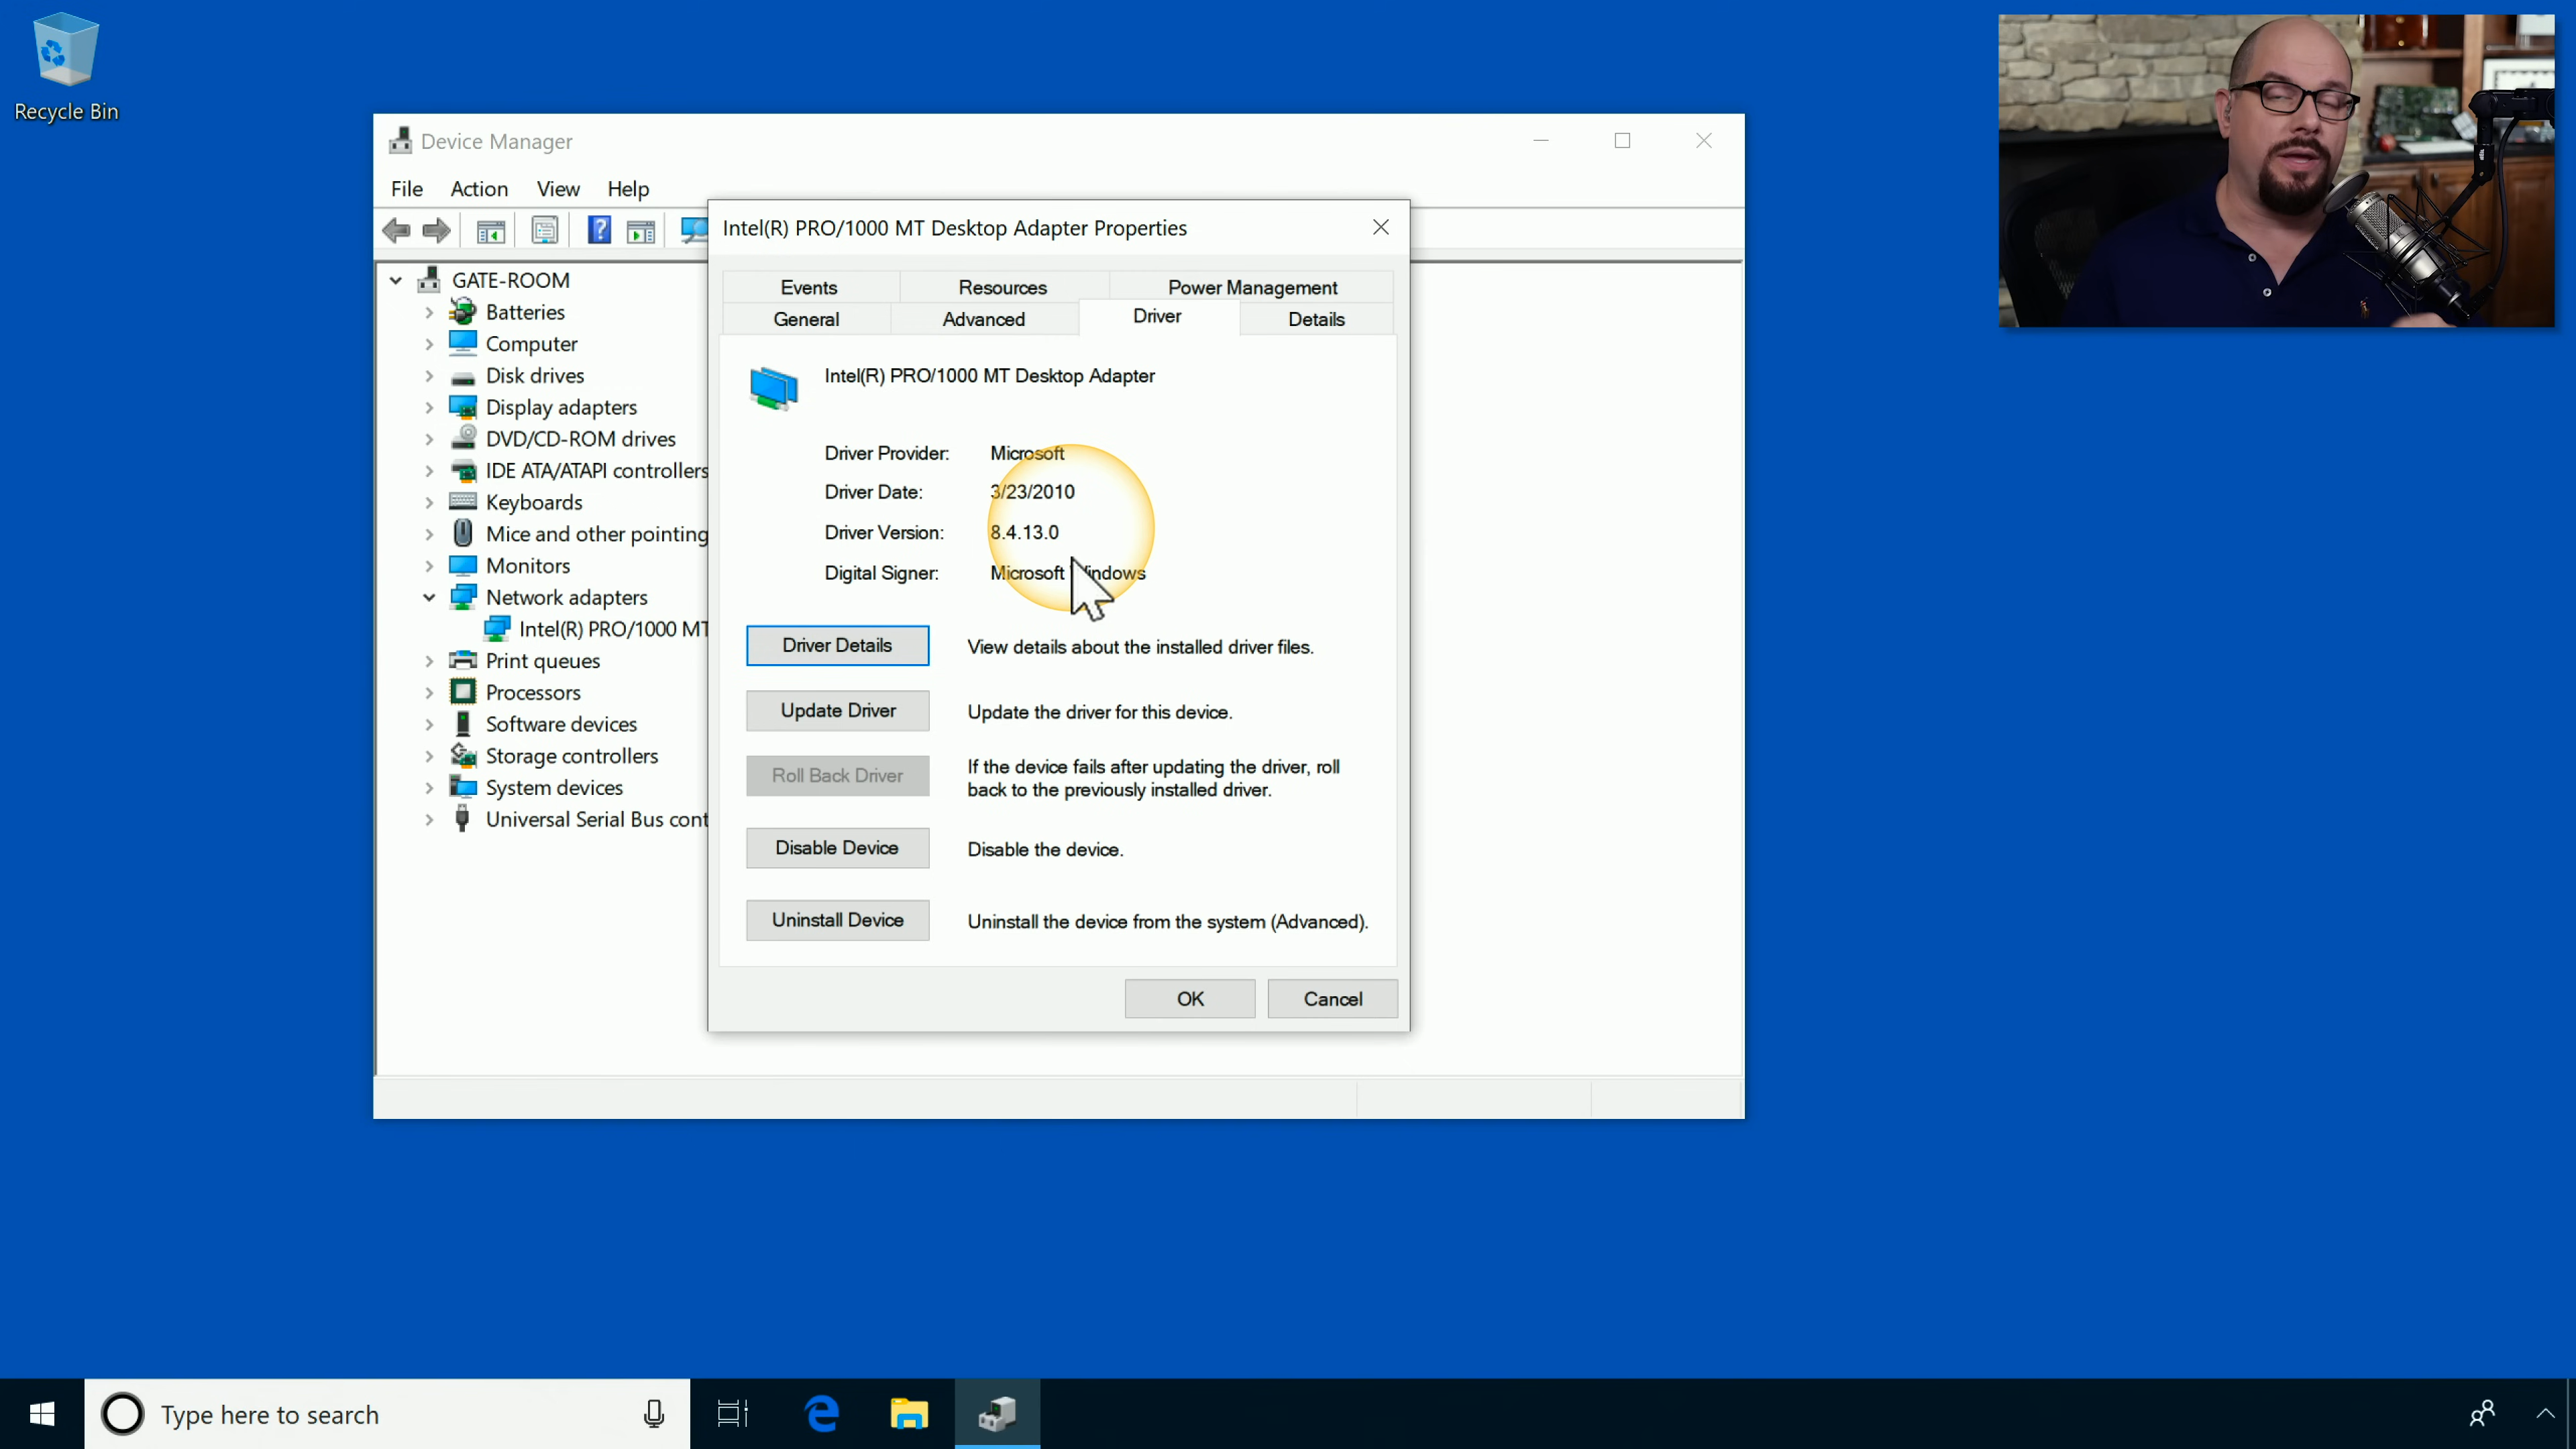 Recycle Bin
Device Manager
File Action View Help
Intel(R) PRO/1000 MT Desktop Adapter Properties
Events Resources Power Management
General Advanced Driver Details
GATE-ROOM
Batteries
Computer
Disk drives
Display adapters
DVD/CD-ROM drives
IDE ATA/ATAPI controllers
Keyboards
Mice and other pointing
Monitors
Network adapters
Intel(R) PRO/1000 MT
Print queues
Processors
Software devices
Storage controllers
System devices
Universal Serial Bus cont
Intel(R) PRO/1000 MT Desktop Adapter
Driver Provider: Microsoft
Driver Date: 3/23/2010
Driver Version: 8.4.13.0
Digital Signer: Microsoft Windows
Driver Details View details about the installed driver files.
Update Driver Update the driver for this device.
Roll Back Driver If the device fails after updating the driver, roll
back to the previously installed driver.
Disable Device Disable the device.
Uninstall Device Uninstall the device from the system (Advanced).
OK Cancel
Type here to search